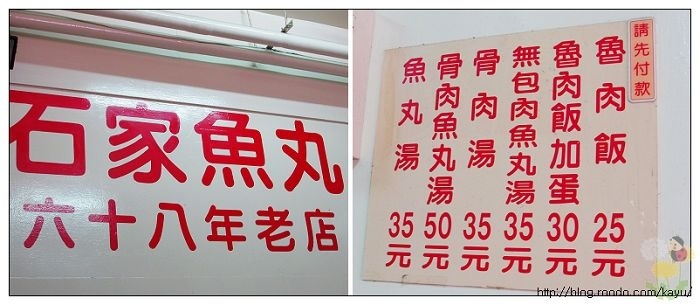 石家魚丸
六十八年老店
請先付款
魯肉飯 25元
魯肉飯加蛋 30元
無包肉魚丸湯 35元
骨肉湯 35元
骨肉魚丸湯 50元
魚丸湯 35元
http://blog.roodo.com/kayui